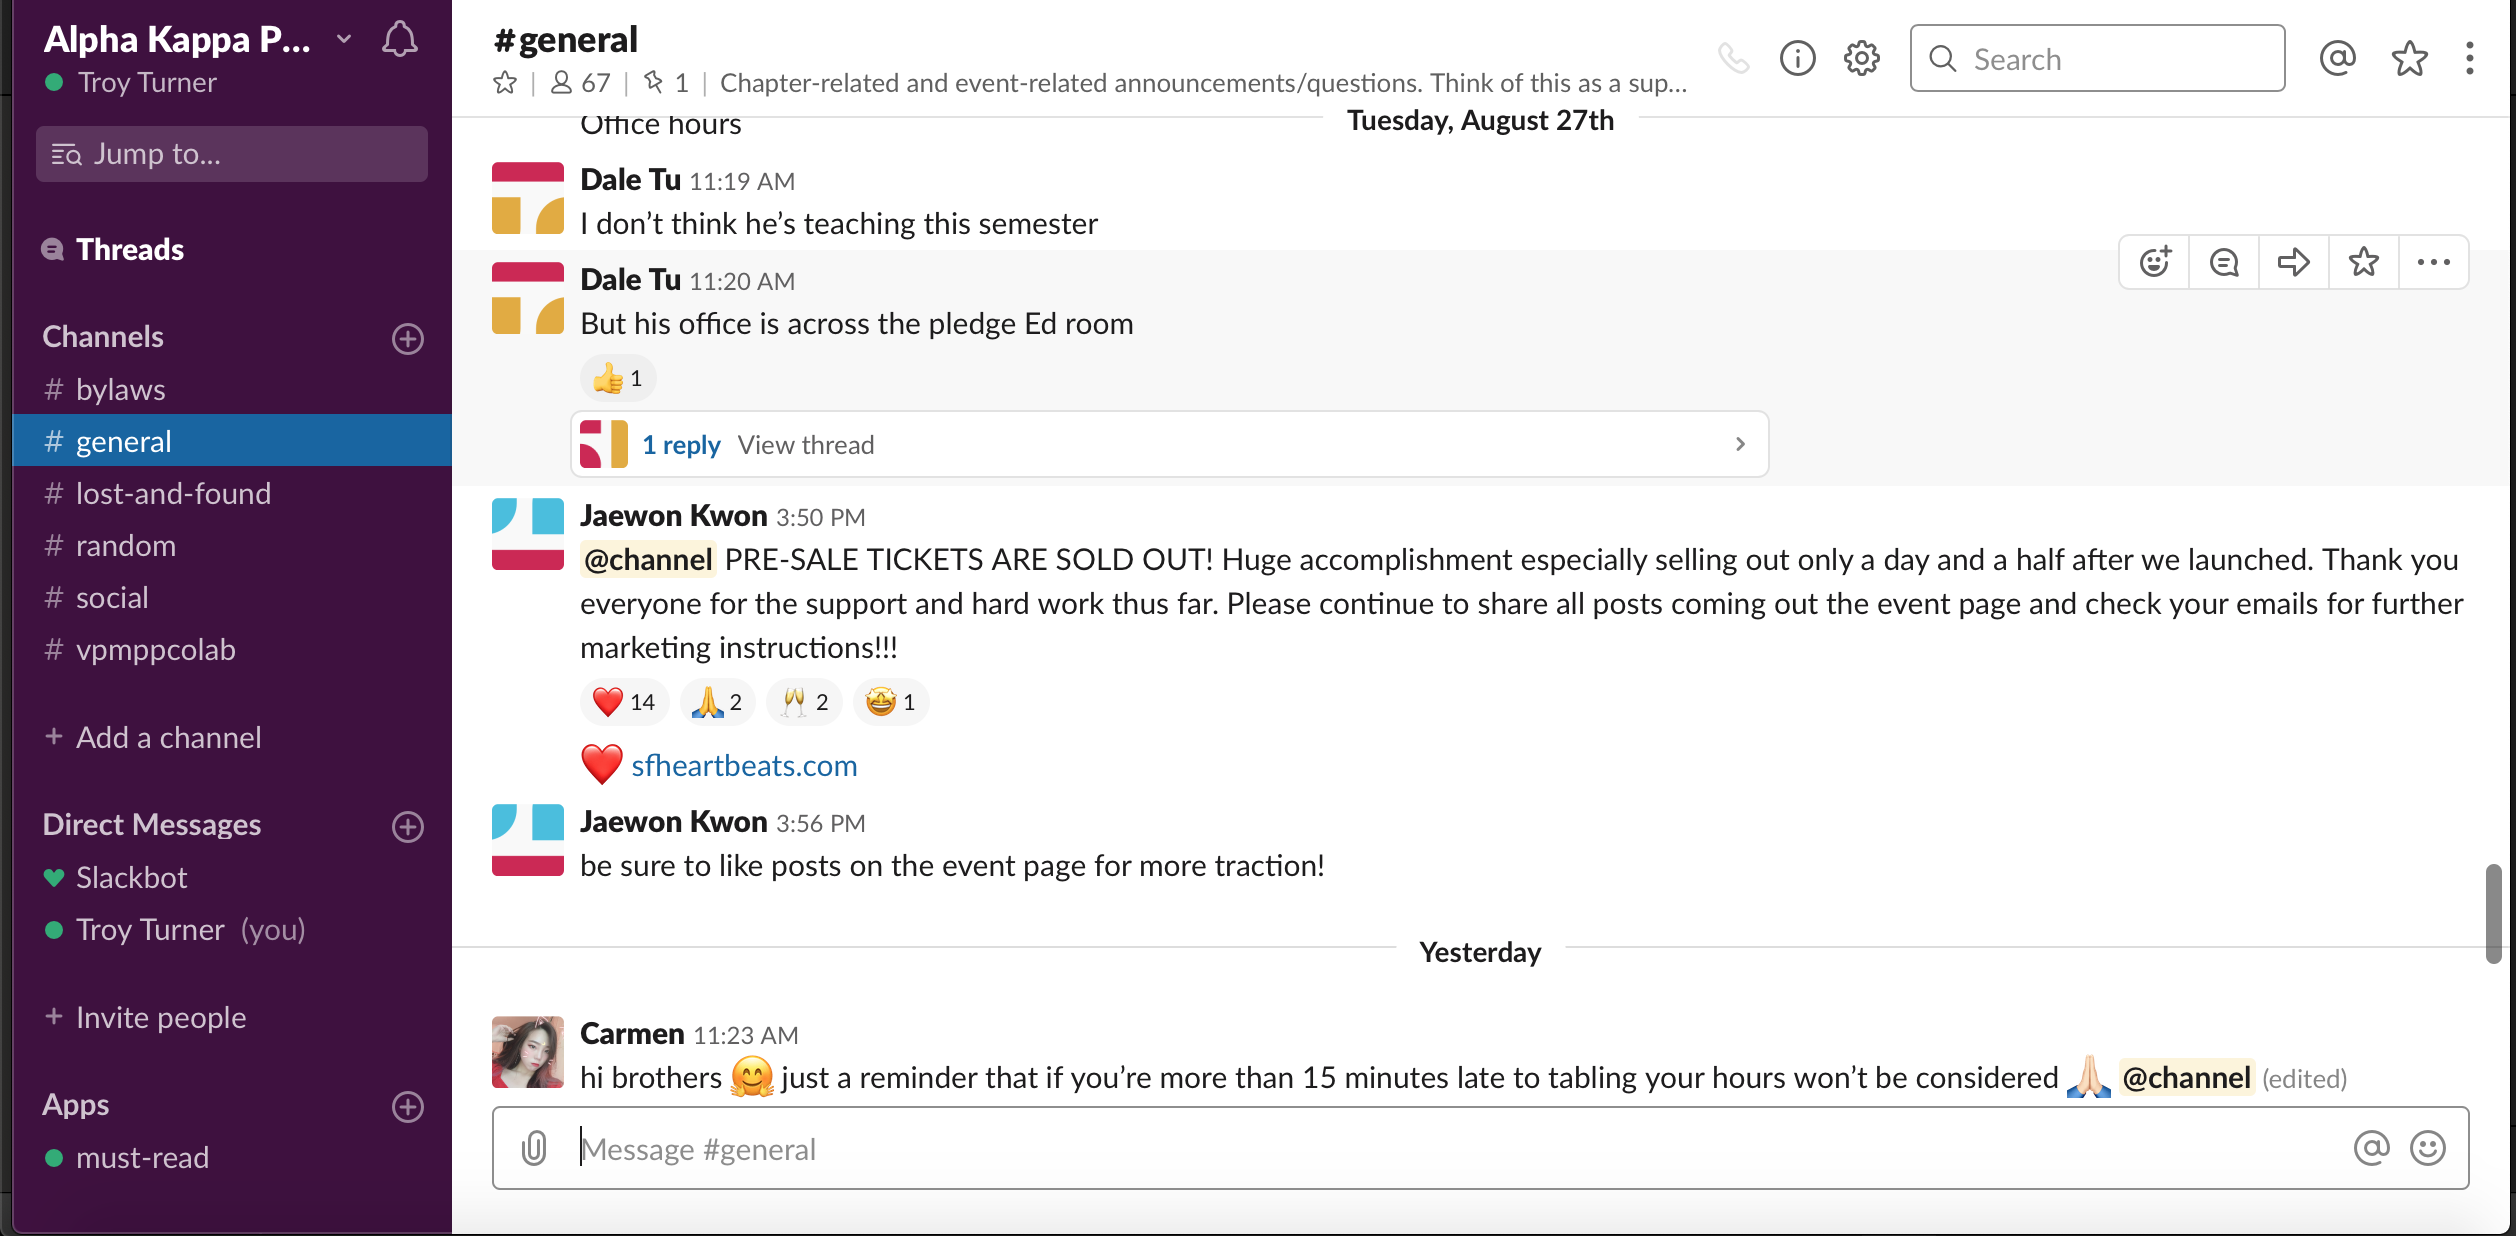 Alpha Kappa P...
Troy Turner
Jump to...
Threads
Channels
# bylaws
# general
# lost-and-found
# random
# social
# vpmppcolab
+ Add a channel
Direct Messages
Slackbot
Troy Turner (you)
+ Invite people
Apps
must-read
#general
67 | 1 | Chapter-related and event-related announcements/questions. Think of this as a sup...
Search
Tuesday, August 27th
Office hours
Dale Tu 11:19 AM
I don’t think he’s teaching this semester
Dale Tu 11:20 AM
But his office is across the pledge Ed room
👍 1
1 reply View thread
Jaewon Kwon 3:50 PM
@channel PRE-SALE TICKETS ARE SOLD OUT! Huge accomplishment especially selling out only a day and a half after we launched. Thank you
everyone for the support and hard work thus far. Please continue to share all posts coming out the event page and check your emails for further
marketing instructions!!!
❤️ 14 🙏 2 🥂 2 🤩 1
❤️ sfheartbeats.com
Jaewon Kwon 3:56 PM
be sure to like posts on the event page for more traction!
Yesterday
Carmen 11:23 AM
hi brothers 🤗 just a reminder that if you’re more than 15 minutes late to tabling your hours won’t be considered 🙏🏻 @channel (edited)
Message #general